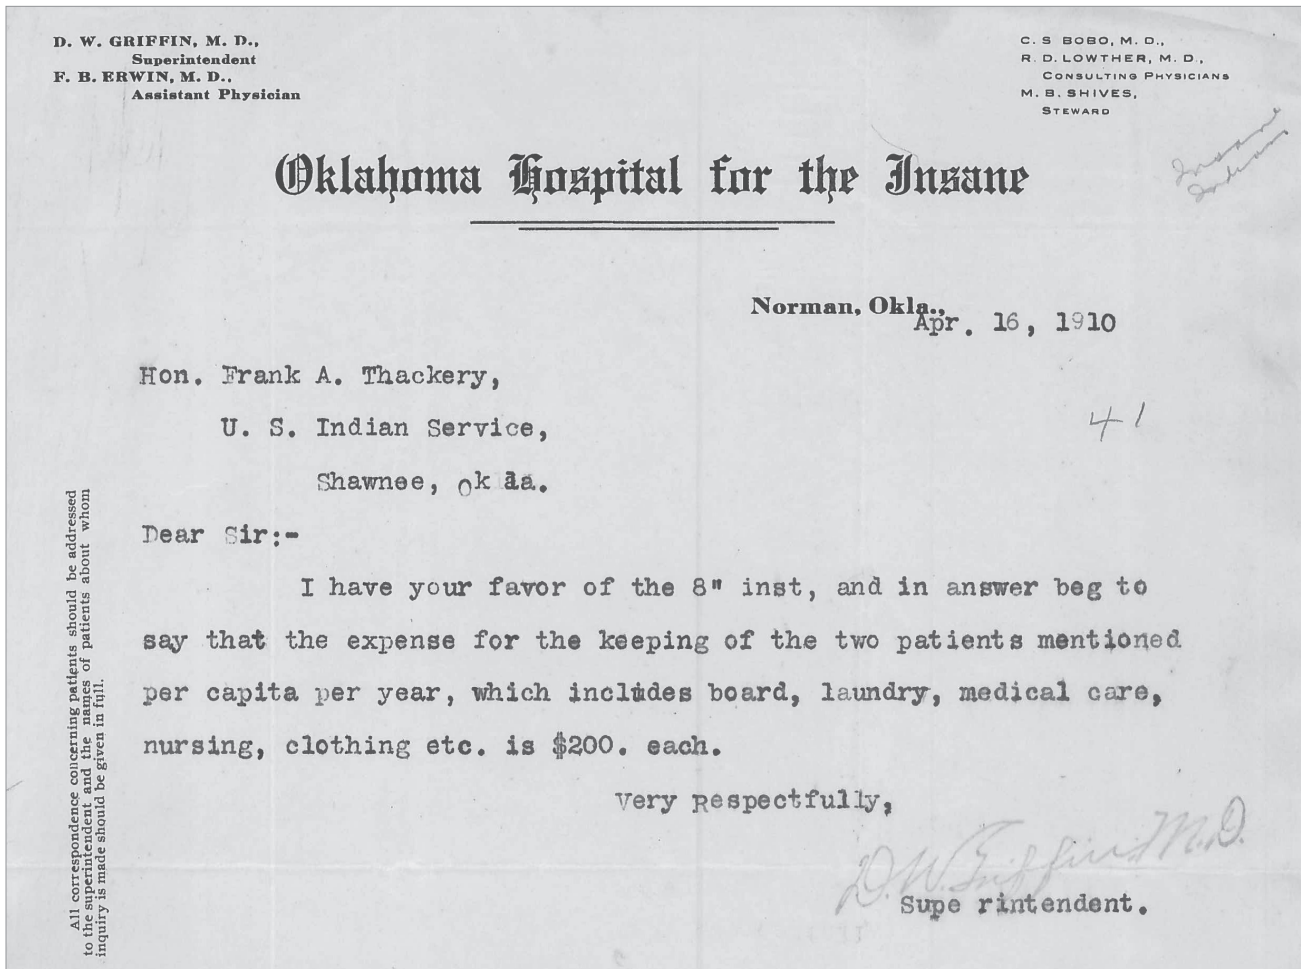 D. W. GRIFFIN, M. D.,
Superintendent
F. B. ERWIN, M. D.,
Assistant Physician
C. S BOBO, M. D.,
R. D. LOWTHER, M. D.,
CONSULTING PHYSICIANS
M. B. SHIVES,
STEWARD
Insane
Indian
Oklahoma Hospital for the Insane
Norman, Okla.,
Apr. 16, 1910
Hon. Frank A. Thackery,
U. S. Indian Service,
41
Shawnee, Okla.
Dear Sir:-
I have your favor of the 8" inst, and in answer beg to
say that the expense for the keeping of the two patients mentioned
per capita per year, which includes board, laundry, medical care,
nursing, clothing etc. is $200. each.
Very Respectfully,
D. W. Griffin M.D.
Supe rintendent.
All correspondence concerning patients should be addressed
to the superintendent and the names of patients about whom
inquiry is made should be given in full.